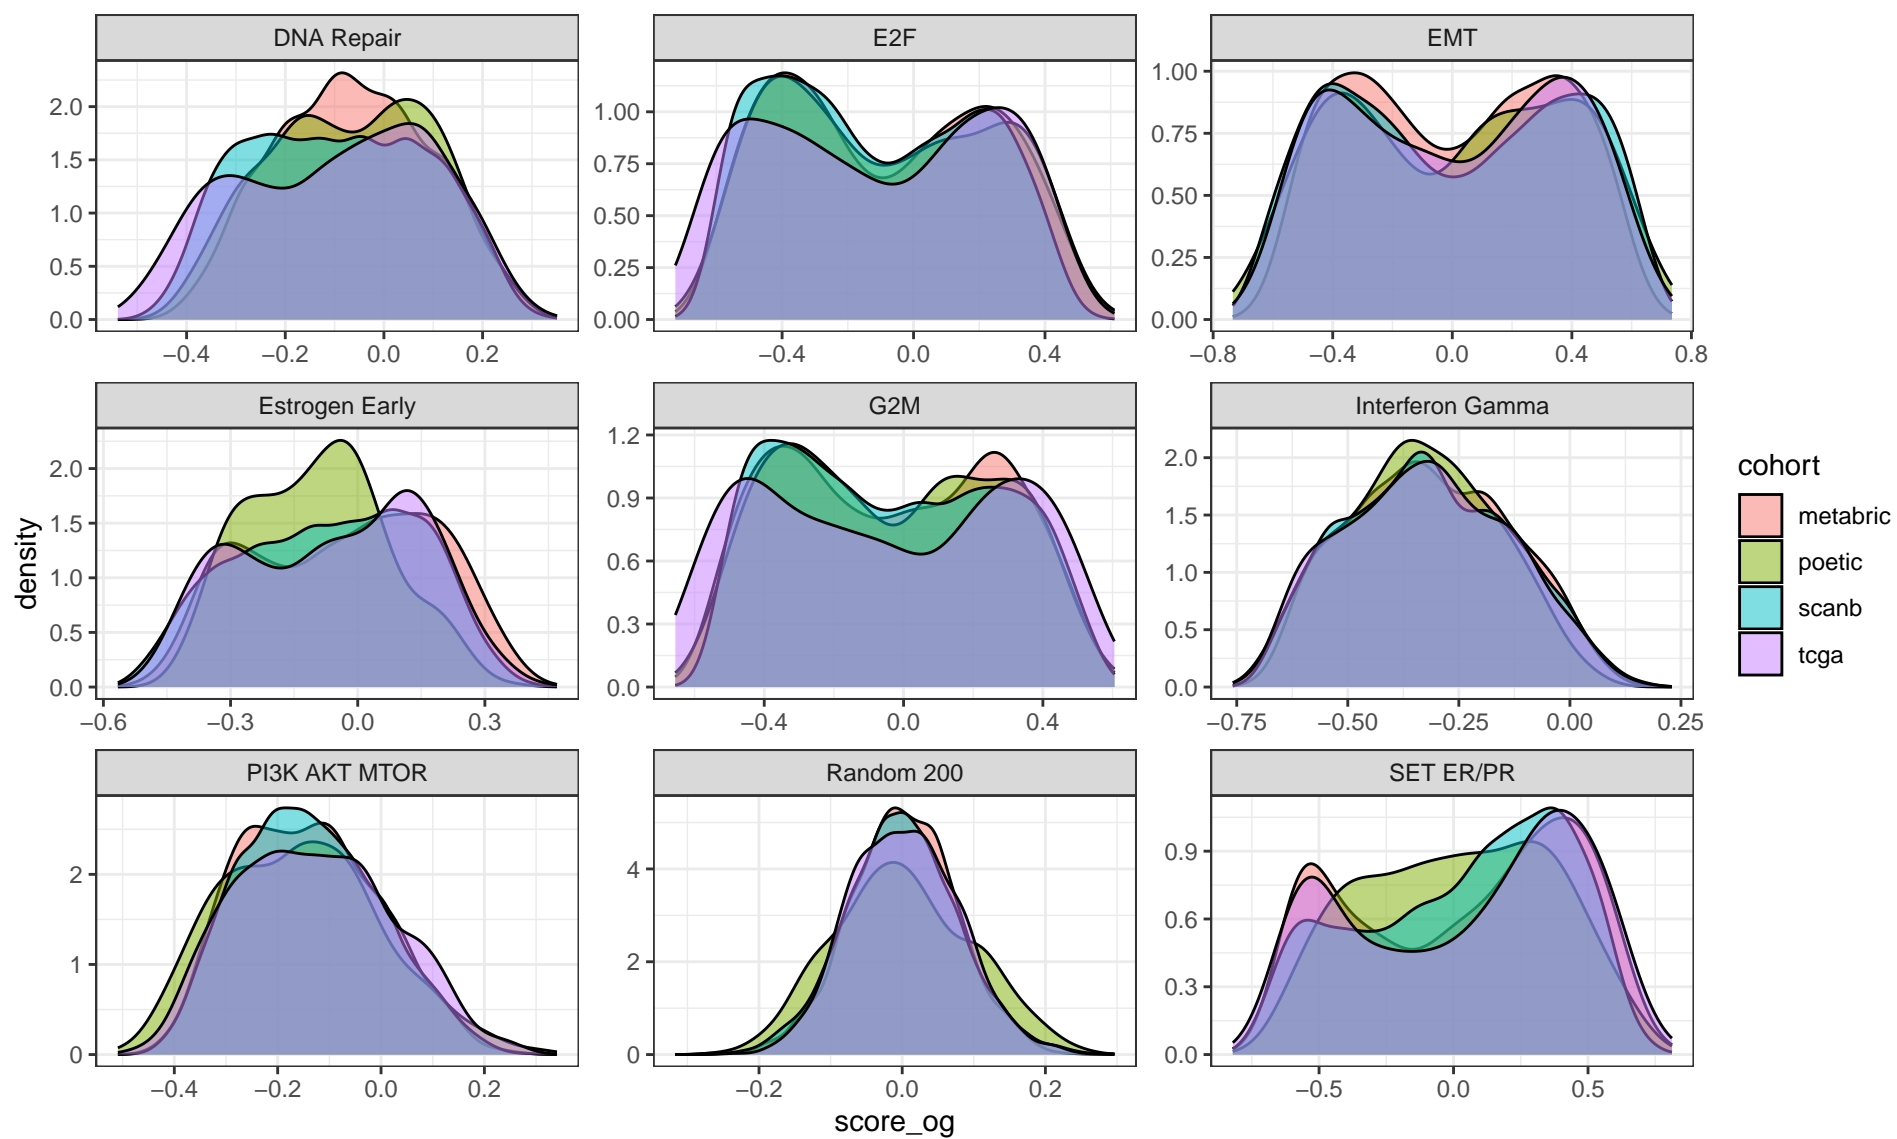 DNA Repair
E2F
EMT
2.0
1.5
1.0
0.5
0.0
−0.4 −0.2 0.0 0.2
1.00
0.75
0.50
0.25
0.00
−0.4 0.0 0.4
1.00
0.75
0.50
0.25
0.00
−0.8 −0.4 0.0 0.4 0.8
Estrogen Early
G2M
Interferon Gamma
2.0
1.5
1.0
0.5
0.0
−0.6 −0.3 0.0 0.3
1.2
0.9
0.6
0.3
0.0
−0.4 0.0 0.4
2.0
1.5
1.0
0.5
0.0
−0.75 −0.50 −0.25 0.00 0.25
PI3K AKT MTOR
Random 200
SET ER/PR
2
1
0
−0.4 −0.2 0.0 0.2
4
2
0
−0.2 0.0 0.2
0.9
0.6
0.3
0.0
−0.5 0.0 0.5
density
score_og
cohort
metabric
poetic
scanb
tcga